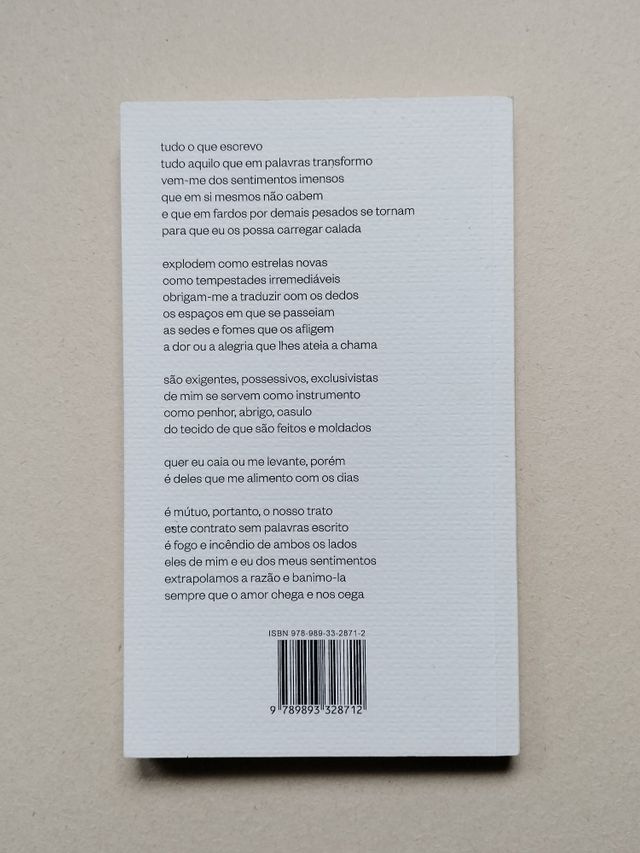 tudo o que escrevo
tudo aquilo que em palavras transformo
vem-me dos sentimentos imensos
que em si mesmos não cabem
e que em fardos por demais pesados se tornam
para que eu os possa carregar calada
explodem como estrelas novas
como tempestades irremediáveis
obrigam-me a traduzir com os dedos
os espaços em que se passeiam
as sedes e fomes que os afligem
a dor ou a alegria que lhes ateia a chama
são exigentes, possessivos, exclusivistas
de mim se servem como instrumento
como penhor, abrigo, casulo
do tecido de que são feitos e moldados
quer eu caia ou me levante, porém
é deles que me alimento com os dias
é mútuo, portanto, o nosso trato
este contrato sem palavras escrito
é fogo e incêndio de ambos os lados
eles de mim e eu dos meus sentimentos
extrapolamos a razão e banimo-la
sempre que o amor chega e nos cega
ISBN 978-989-33-2871-2
9 789893 328712